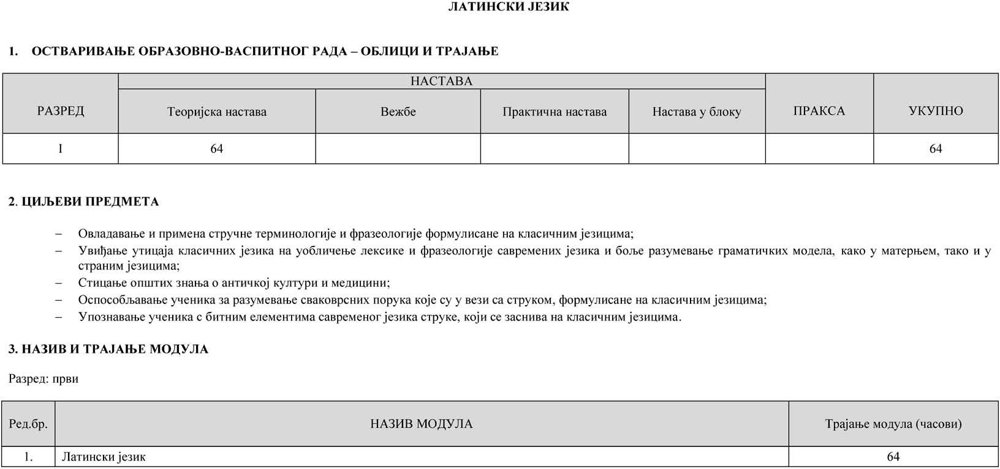 ЛАТИНСКИ ЈЕЗИК
1. ОСТВАРИВАЊЕ ОБРАЗОВНО-ВАСПИТНОГ РАДА – ОБЛИЦИ И ТРАЈАЊЕ
РАЗРЕД НАСТАВА ПРАКСА УКУПНО
Теоријска настава Вежбе Практична настава Настава у блоку
I 64 64
2. ЦИЉЕВИ ПРЕДМЕТА
– Овладавање и примена стручне терминологије и фразеологије формулисане на класичним језицима;
– Увиђање утицаја класичних језика на уобличење лексике и фразеологије савремених језика и боље разумевање граматичких модела, како у матерњем, тако и у
страним језицима;
– Стицање општих знања о античкој култури и медицини;
– Оспособљавање ученика за разумевање сваковрсних порука које су у вези са струком, формулисане на класичним језицима;
– Упознавање ученика с битним елементима савременог језика струке, који се заснива на класичним језицима.
3. НАЗИВ И ТРАЈАЊЕ МОДУЛА
Разред: први
Ред.бр. НАЗИВ МОДУЛА Трајање модула (часови)
1. Латински језик 64